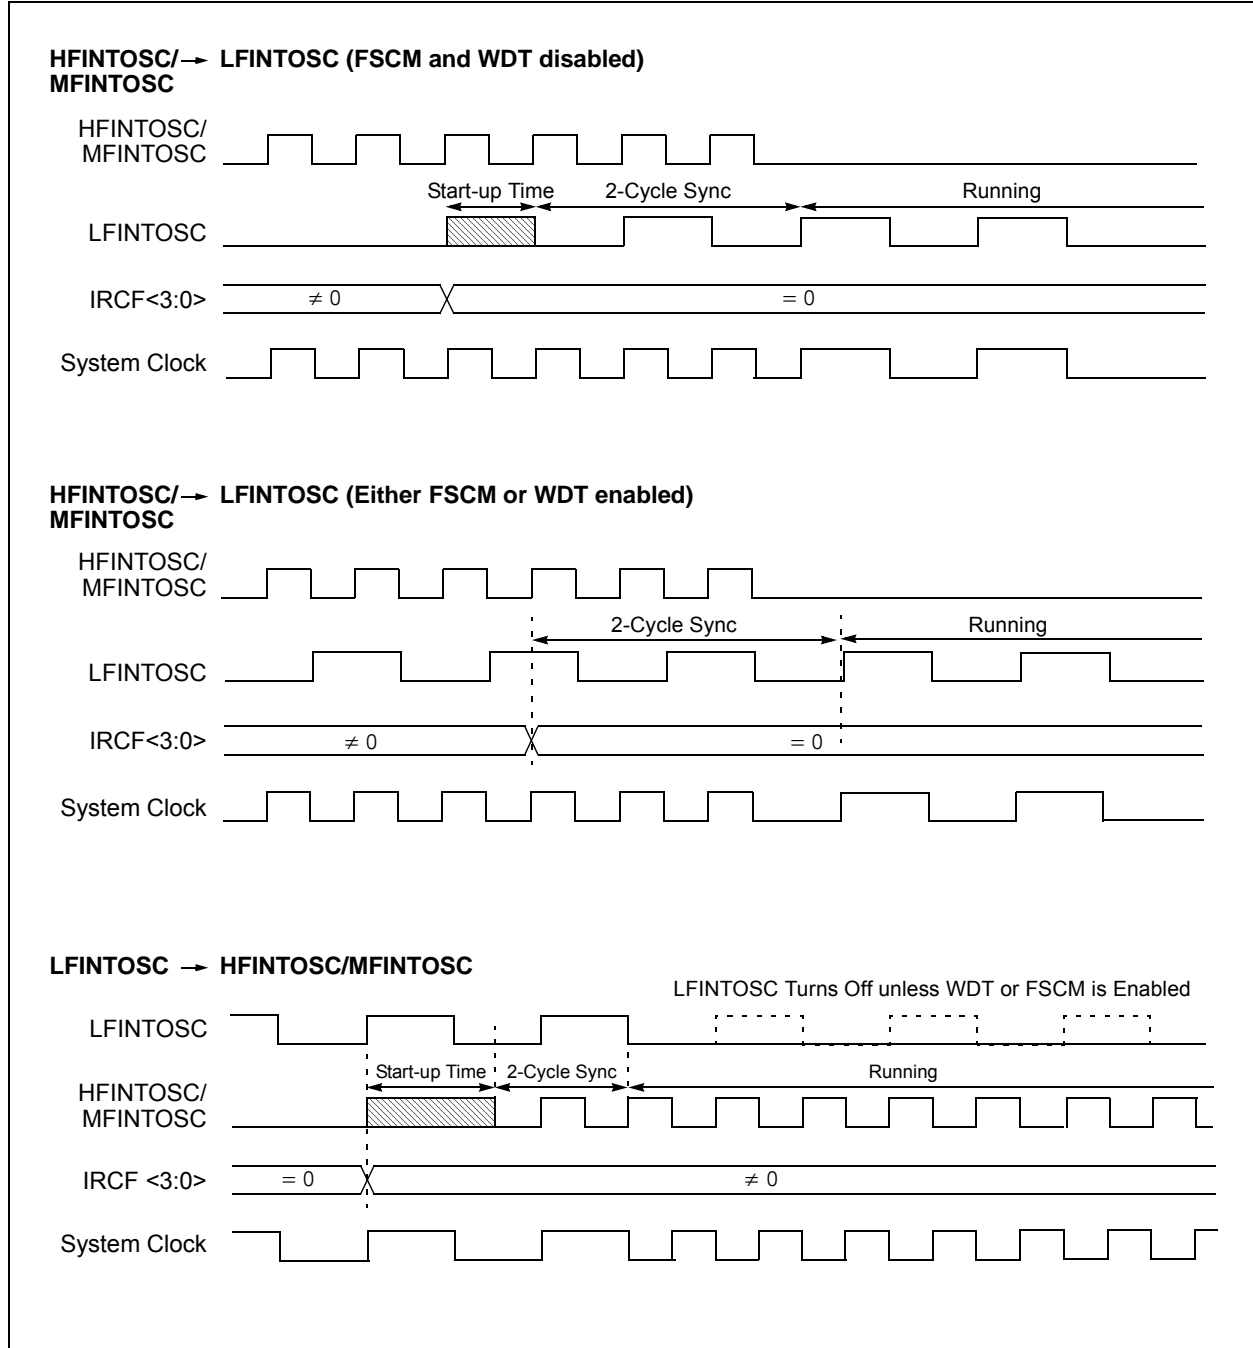 HFINTOSC/→ LFINTOSC (FSCM and WDT disabled)
MFINTOSC
HFINTOSC/
MFINTOSC
Start-up Time 2-Cycle Sync Running
LFINTOSC
IRCF<3:0> ≠ 0 = 0
System Clock
HFINTOSC/→ LFINTOSC (Either FSCM or WDT enabled)
MFINTOSC
HFINTOSC/
MFINTOSC
2-Cycle Sync Running
LFINTOSC
IRCF<3:0> ≠ 0 = 0
System Clock
LFINTOSC → HFINTOSC/MFINTOSC
LFINTOSC Turns Off unless WDT or FSCM is Enabled
LFINTOSC
Start-up Time 2-Cycle Sync Running
HFINTOSC/
MFINTOSC
IRCF <3:0> = 0 ≠ 0
System Clock